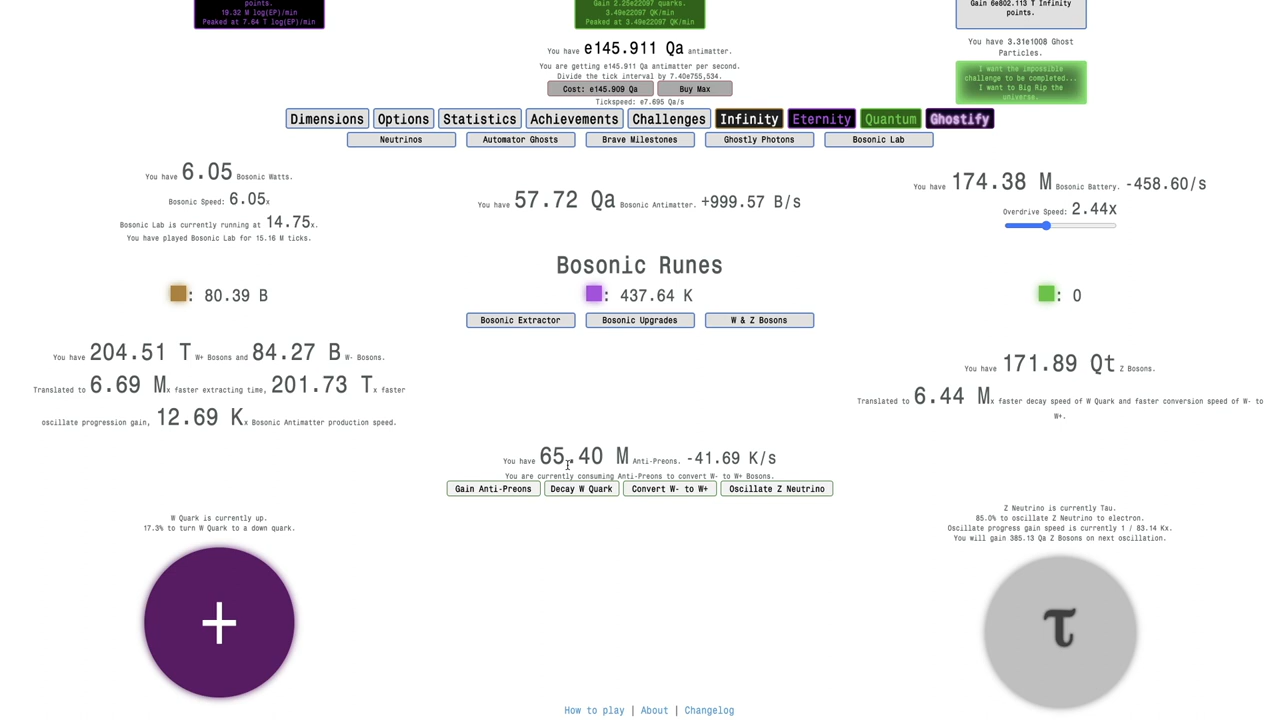 points.
19.32 M log(EP)/min
Peaked at 7.64 T log(EP)/min
Gain 2.25e22097 quarks.
3.49e22097 QK/min
Peaked at 3.49e22097 QK/min
Gain 6e802.113 T Infinity
points.
You have e145.911 Qa antimatter.
You are getting e145.911 Qa antimatter per second.
Divide the tick interval by 7.40e755,534.
Cost: e145.909 Qa
Buy Max
Tickspeed: e7.695 Qa/s
You have 3.31e1008 Ghost
Particles.
I want the impossible
challenge to be completed...
I want to Big Rip the
universe.
Dimensions
Options
Statistics
Achievements
Challenges
Infinity
Eternity
Quantum
Ghostify
Neutrinos
Automator Ghosts
Brave Milestones
Ghostly Photons
Bosonic Lab
You have 6.05 Bosonic Watts.
Bosonic Speed: 6.05x
Bosonic Lab is currently running at 14.75x.
You have played Bosonic Lab for 15.16 M ticks.
You have 57.72 Qa Bosonic Antimatter. +999.57 B/s
You have 174.38 M Bosonic Battery. -458.60/s
Overdrive Speed: 2.44x
Bosonic Runes
: 80.39 B
: 437.64 K
: 0
Bosonic Extractor
Bosonic Upgrades
W & Z Bosons
You have 204.51 T W+ Bosons and 84.27 B W- Bosons.
Translated to 6.69 Mx faster extracting time, 201.73 Tx faster
oscillate progression gain, 12.69 Kx Bosonic Antimatter production speed.
You have 171.89 Qt Z Bosons.
Translated to 6.44 Mx faster decay speed of W Quark and faster conversion speed of W- to
W+.
You have 65.40 M Anti-Preons. -41.69 K/s
You are currently consuming Anti-Preons to convert W- to W+ Bosons.
Gain Anti-Preons
Decay W Quark
Convert W- to W+
Oscillate Z Neutrino
W Quark is currently up.
17.3% to turn W Quark to a down quark.
+
Z Neutrino is currently Tau.
85.0% to oscillate Z Neutrino to electron.
Oscillate progress gain speed is currently 1 / 83.14 Kx.
You will gain 385.13 Qa Z Bosons on next oscillation.
τ
How to play | About | Changelog